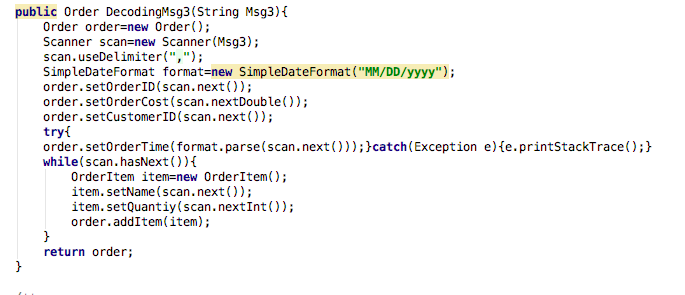 public Order DecodingMsg3(String Msg3){
    Order order=new Order();
    Scanner scan=new Scanner(Msg3);
    scan.useDelimiter(",");
    SimpleDateFormat format=new SimpleDateFormat("MM/DD/yyyy");
    order.setOrderID(scan.next());
    order.setOrderCost(scan.nextDouble());
    order.setCustomerID(scan.next());
    try{
    order.setOrderTime(format.parse(scan.next()));}catch(Exception e){e.printStackTrace();}
    while(scan.hasNext()){
        OrderItem item=new OrderItem();
        item.setName(scan.next());
        item.setQuantiy(scan.nextInt());
        order.addItem(item);
    }
    return order;
}